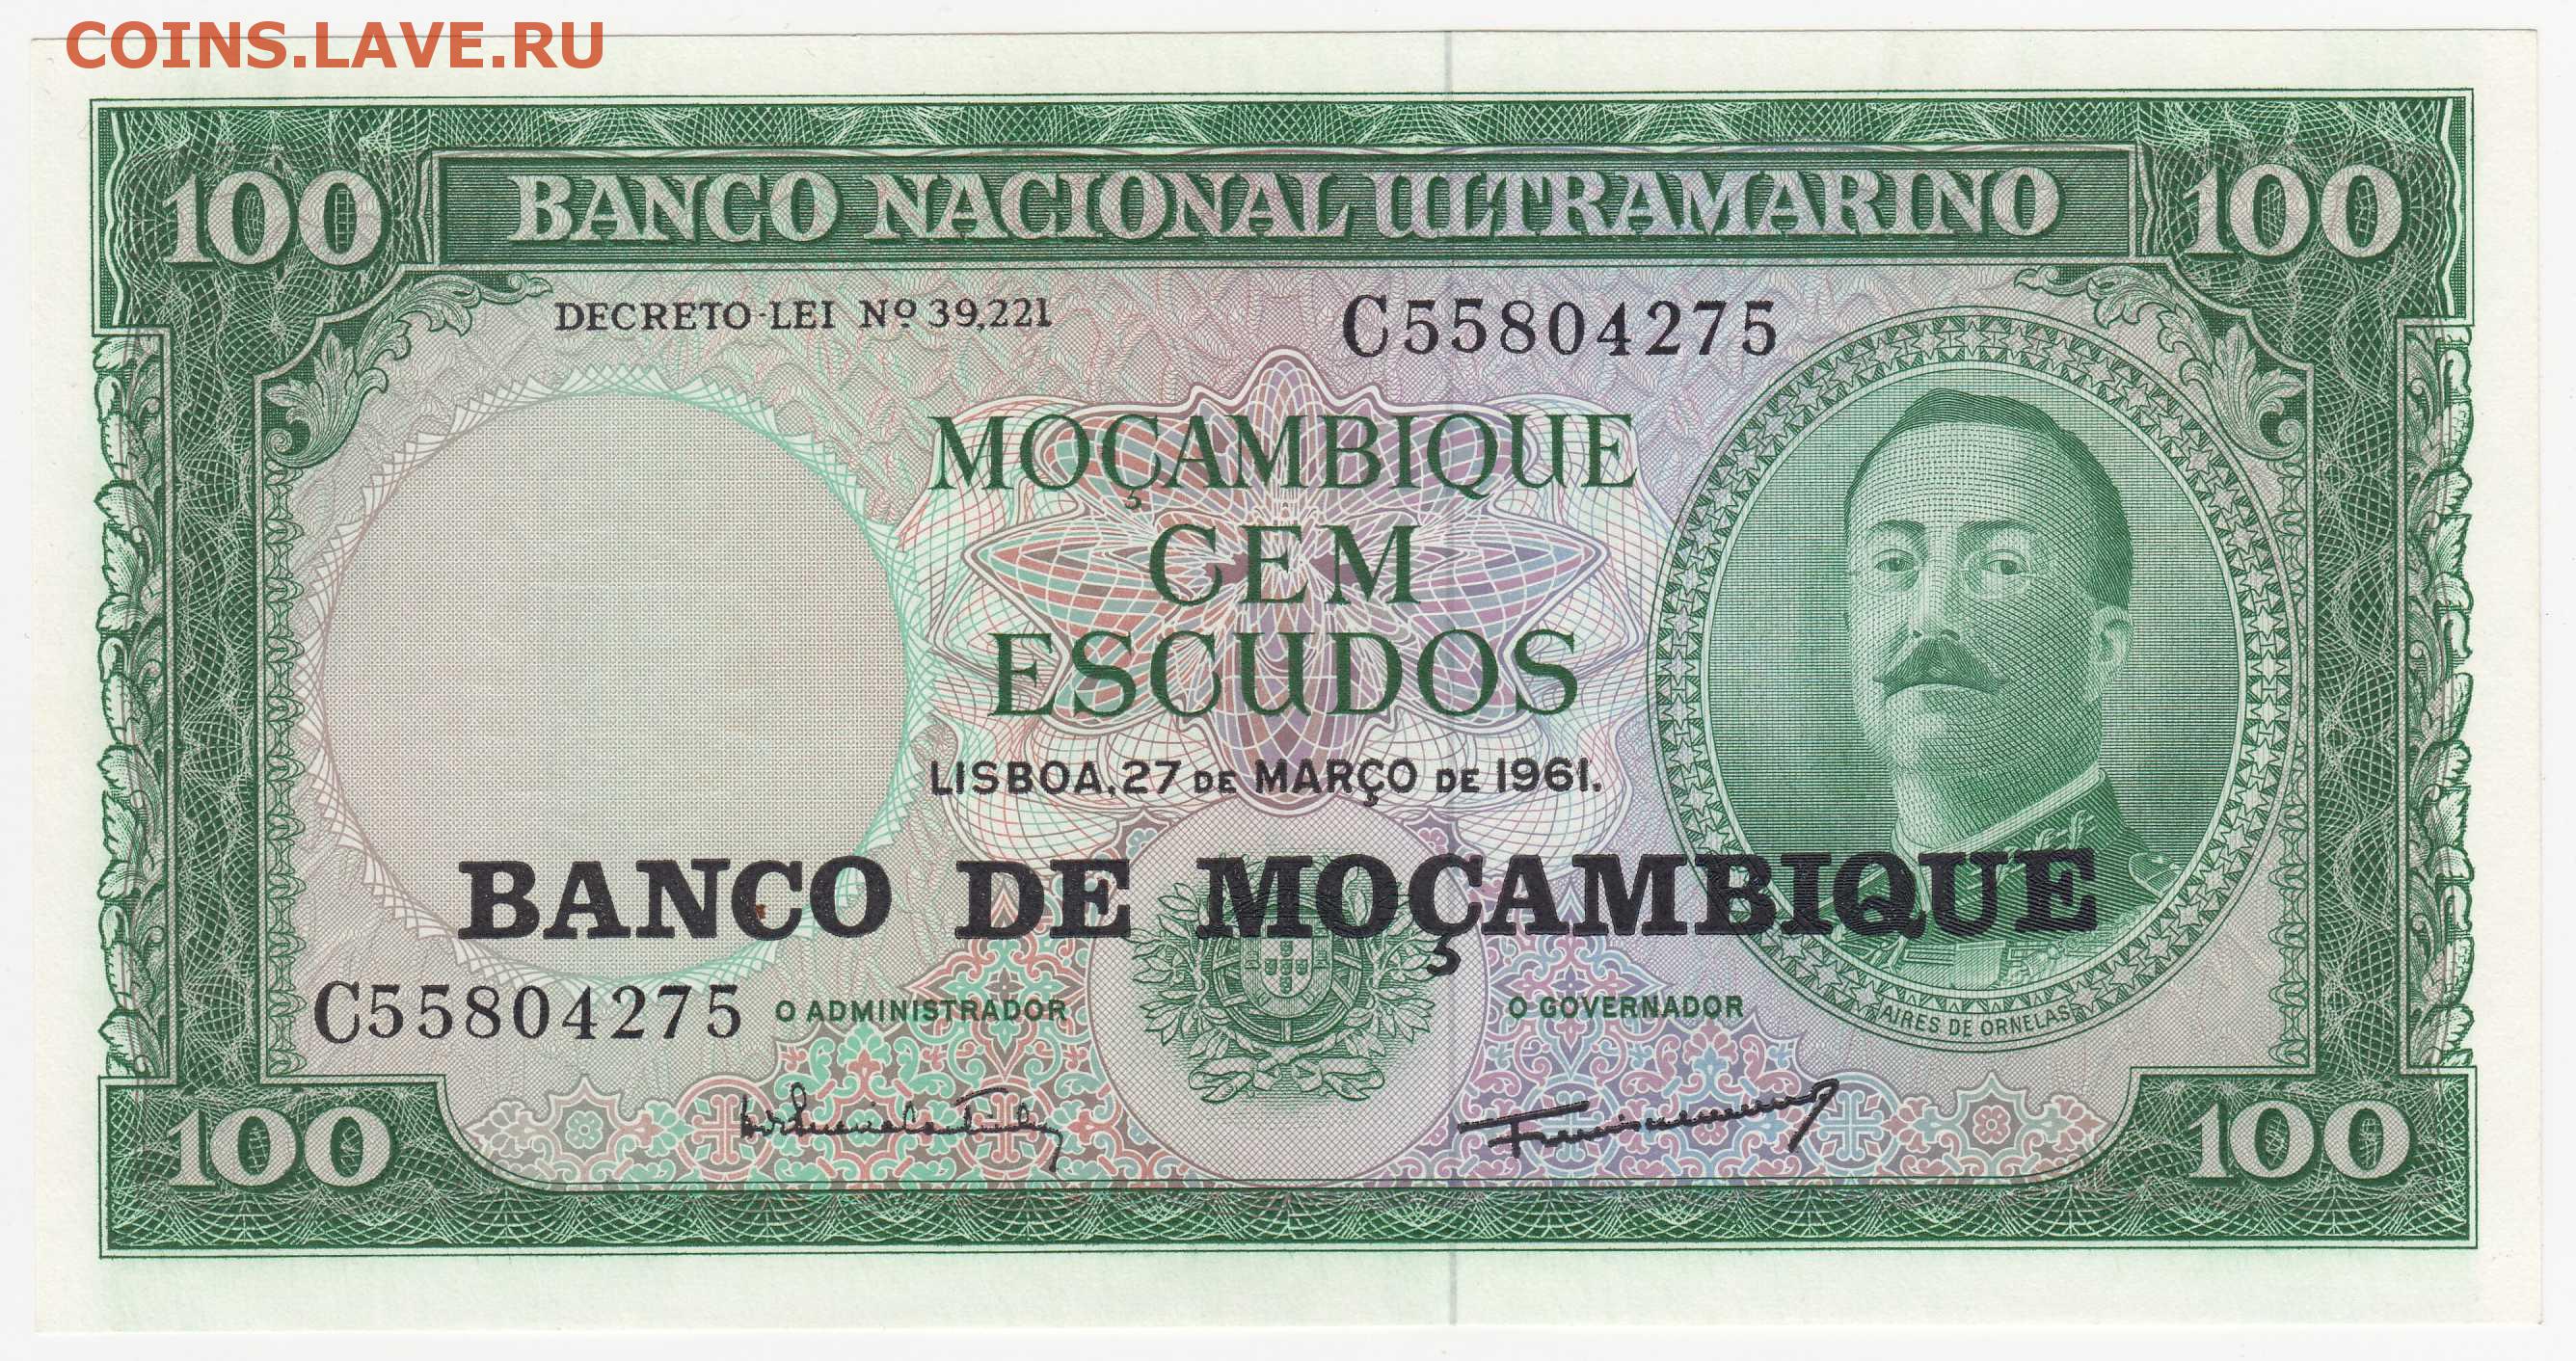 COINS.LAVE.RU
100 BANCO NACIONAL ULTRAMARINO 100
DECRETO-LEI Nº 39,221
C55804275
MOÇAMBIQUE
CEM
ESCUDOS
LISBOA, 27 DE MARÇO DE 1961.
BANCO DE MOÇAMBIQUE
C55804275
O ADMINISTRADOR
O GOVERNADOR
AIRES DE ORNELAS
100
100